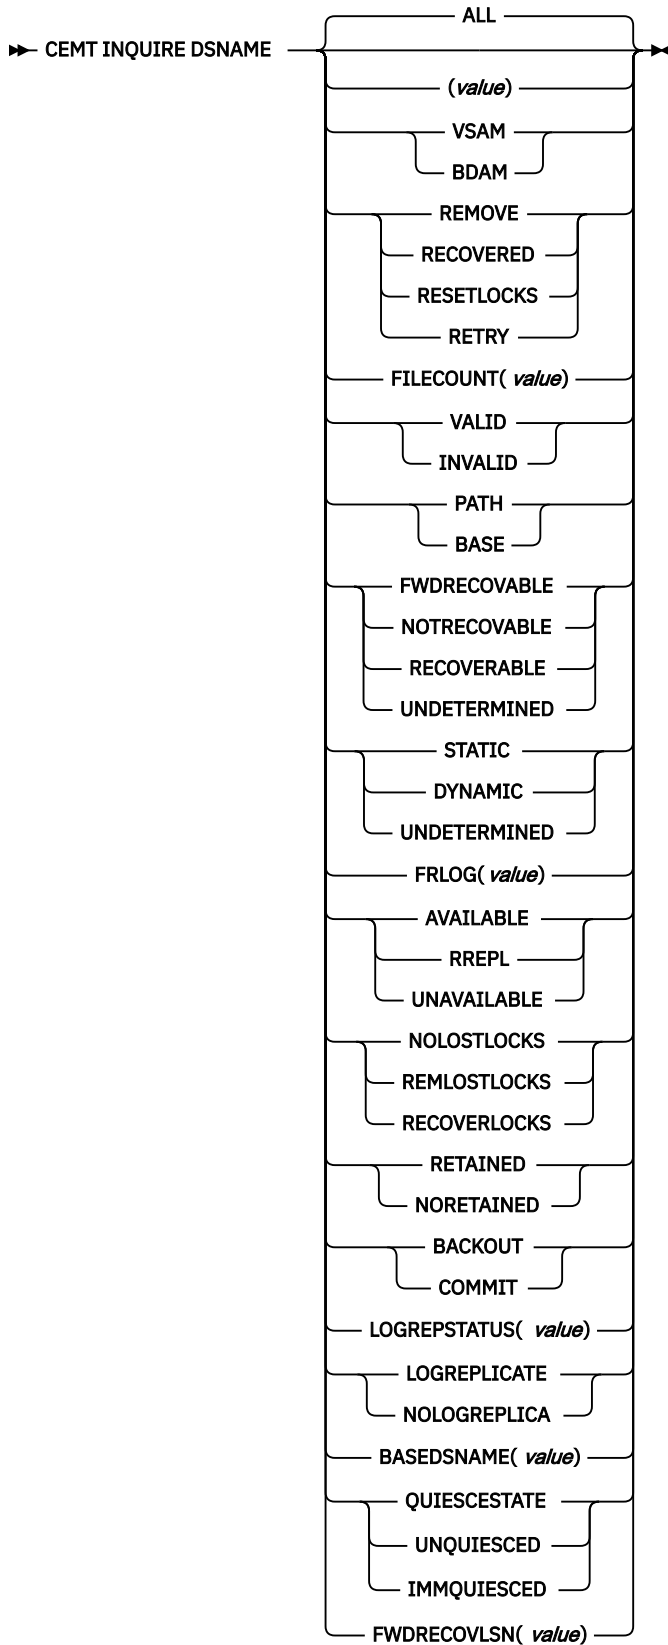 ALL
CEMT INQUIRE DSNAME
(value)
VSAM
BDAM
REMOVE
RECOVERED
RESETLOCKS
RETRY
FILECOUNT( value)
VALID
INVALID
PATH
BASE
FWDRECOVABLE
NOTRECOVABLE
RECOVERABLE
UNDETERMINED
STATIC
DYNAMIC
UNDETERMINED
FRLOG( value)
AVAILABLE
RREPL
UNAVAILABLE
NOLOSTLOCKS
REMLOSTLOCKS
RECOVERLOCKS
RETAINED
NORETAINED
BACKOUT
COMMIT
LOGREPSTATUS( value)
LOGREPLICATE
NOLOGREPLICA
BASEDSNAME( value)
QUIESCESTATE
UNQUIESCED
IMMQUIESCED
FWDRECOVLSN( value)